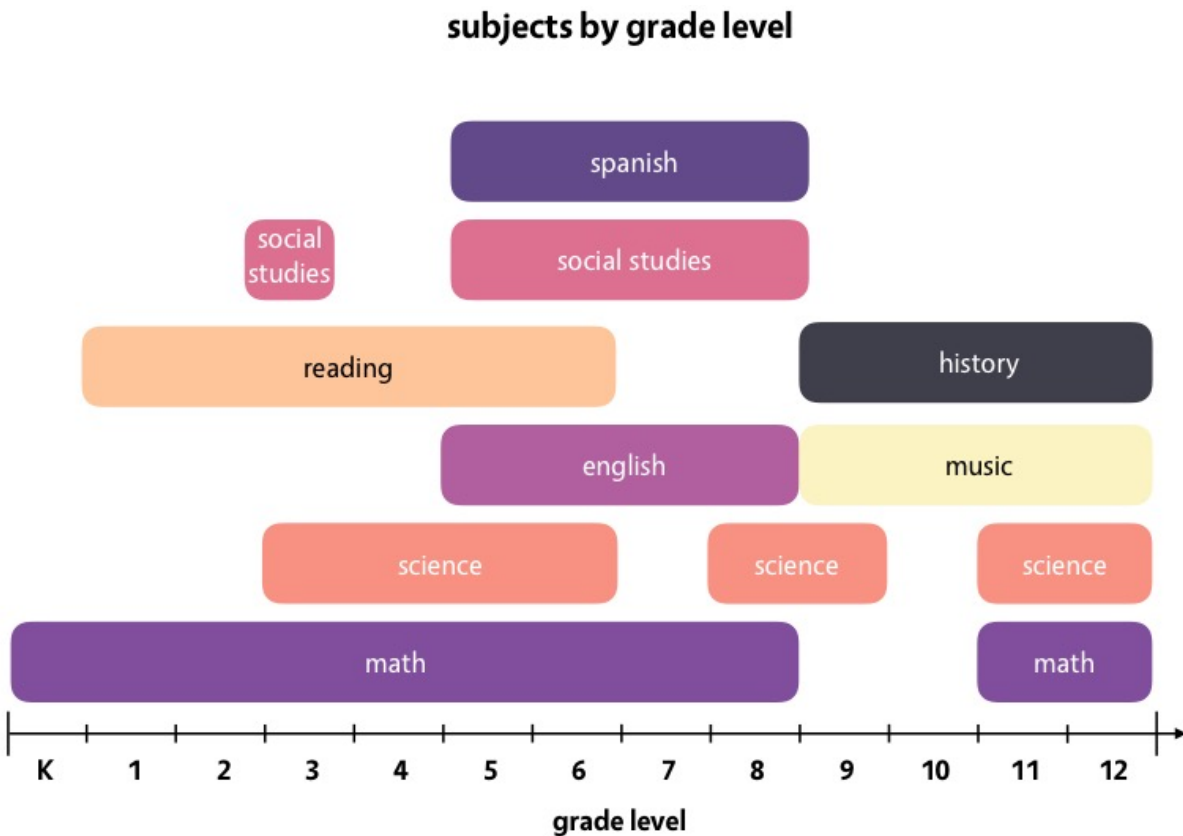 subjects by grade level
spanish
social
studies
social studies
reading
history
english
music
science
science
science
math
math
K 1 2 3 4 5 6 7 8 9 10 11 12
grade level